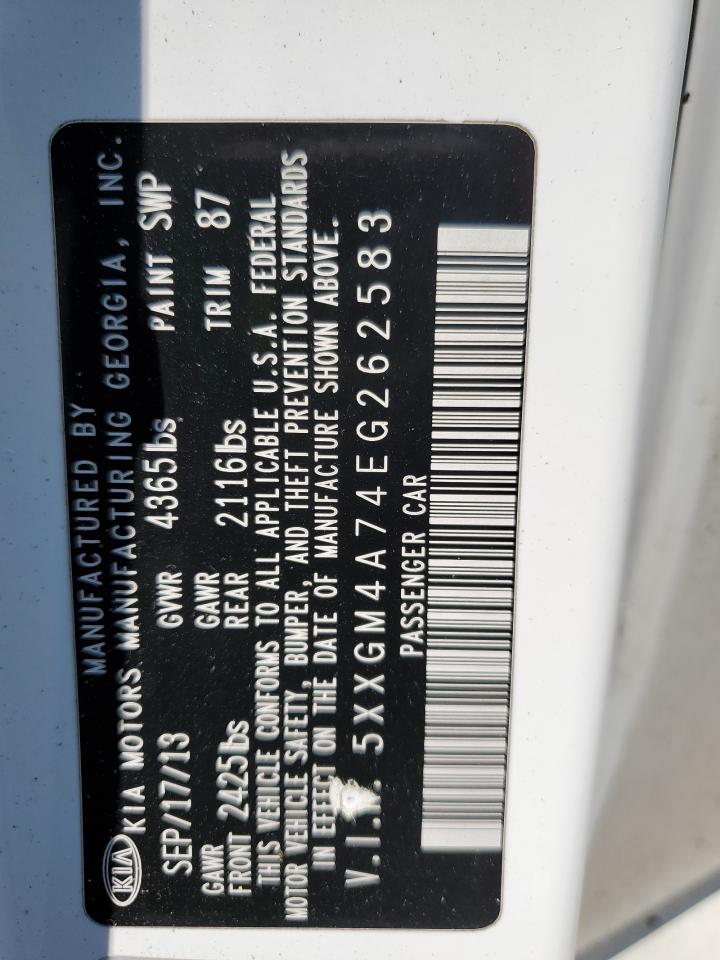 MANUFACTURED BY
KIA KIA MOTORS MANUFACTURING GEORGIA, INC.
SEP/17/13 GVWR 4365lbs PAINT SWP
GAWR FRONT 2425lbs GAWR REAR 2116lbs TRIM 87
THIS VEHICLE CONFORMS TO ALL APPLICABLE U.S.A. FEDERAL
MOTOR VEHICLE SAFETY, BUMPER, AND THEFT PREVENTION STANDARDS
IN EFFECT ON THE DATE OF MANUFACTURE SHOWN ABOVE.
V.I.N. 5XXGM4A74EG262583
PASSENGER CAR